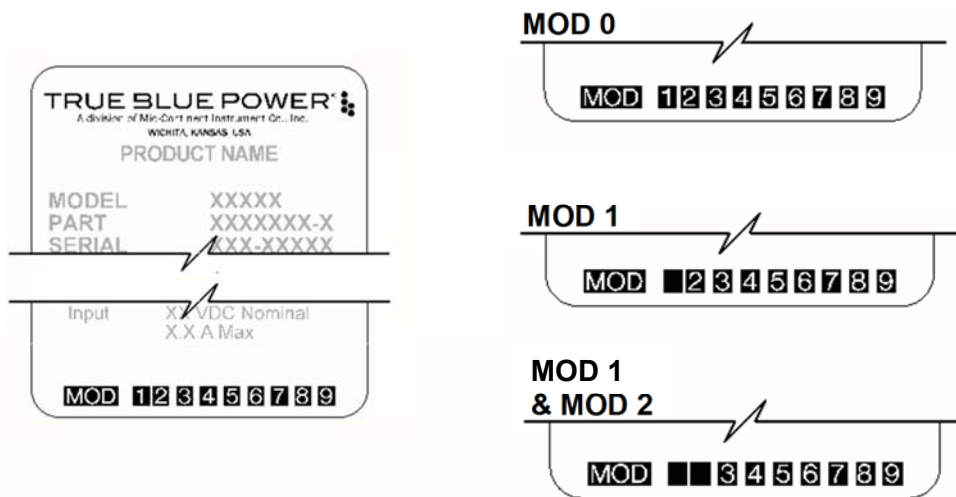 TRUE BLUE POWER
A division of Mid-Continent Instrument Co., Inc.
WICHITA, KANSAS USA
PRODUCT NAME
MODEL XXXXX
PART XXXXXXX-X
SERIAL XXX-XXXXX
Input XX VDC Nominal
X.X A Max
MOD 1 2 3 4 5 6 7 8 9
MOD 0
MOD 1 2 3 4 5 6 7 8 9
MOD 1
MOD 2 3 4 5 6 7 8 9
MOD 1
& MOD 2
MOD 3 4 5 6 7 8 9